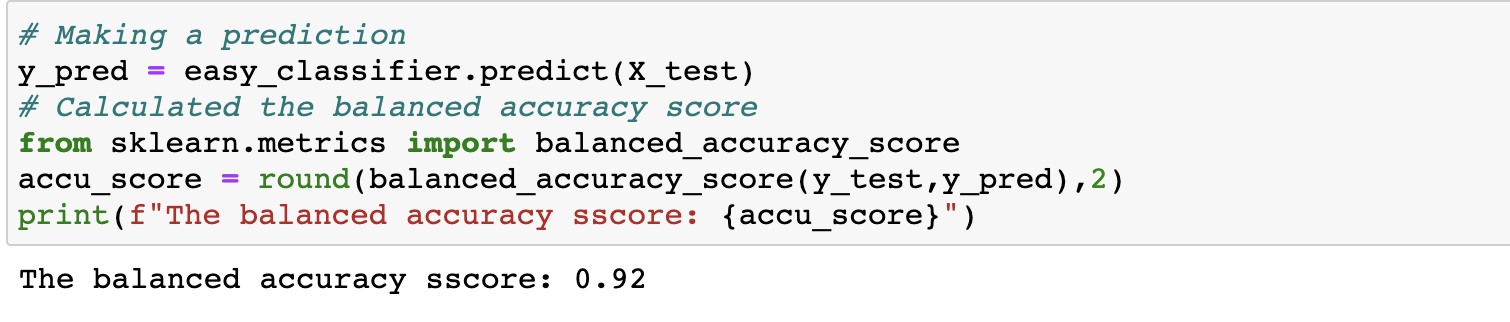 # Making a prediction
y_pred = easy_classifier.predict(X_test)
# Calculated the balanced accuracy score
from sklearn.metrics import balanced_accuracy_score
accu_score = round(balanced_accuracy_score(y_test,y_pred),2)
print(f"The balanced accuracy sscore: {accu_score}")
The balanced accuracy sscore: 0.92